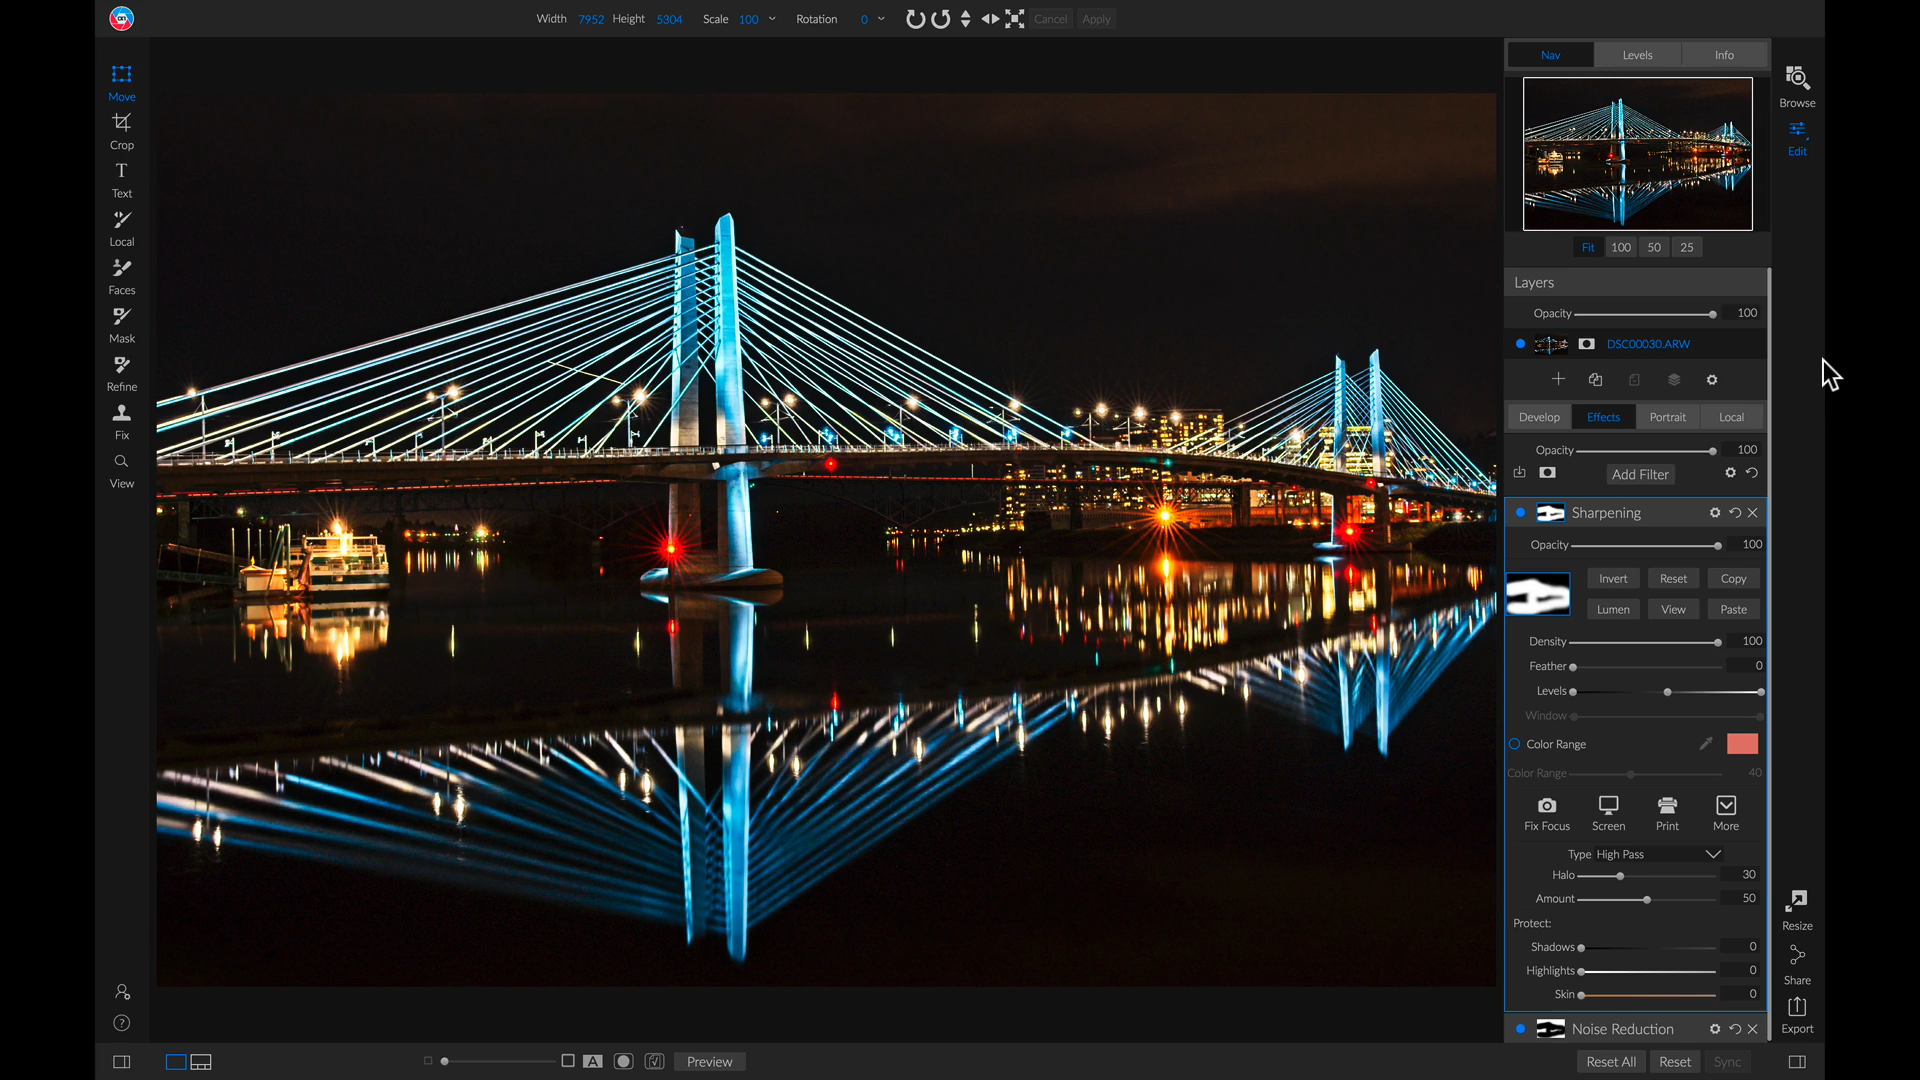 Width 7952 Height 5304 Scale 100 Rotation 0 Cancel Apply
Move
Crop
Text
Local
Faces
Mask
Refine
Fix
View
Nav Levels Info
Fit 100 50 25
Layers
Opacity 100
DSC00030.ARW
Develop Effects Portrait Local
Opacity 100
Add Filter
Sharpening
Opacity 100
Invert Reset Copy
Lumen View Paste
Density 100
Feather 0
Levels
Window
Color Range
Color Range 40
Fix Focus Screen Print More
Type High Pass
Halo 30
Amount 50
Protect:
Shadows 0
Highlights 0
Skin 0
Noise Reduction
Browse
Edit
Resize
Share
Export
A Preview
Reset All Reset Sync